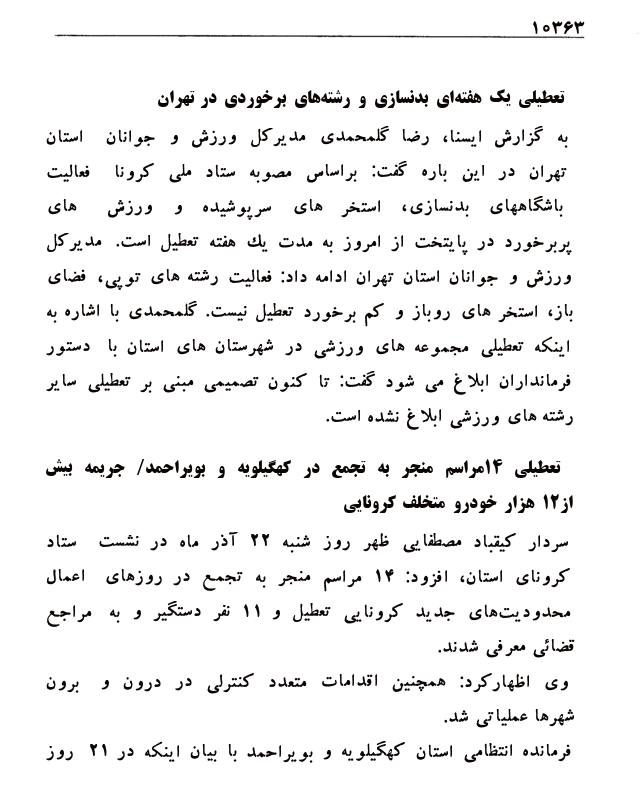 ۱۰۳۶۳
تعطیلی یک هفته‌ای بدنسازی و رشته‌های برخوردی در تهران
به گزارش ایسنا، رضا گلمحمدی مدیرکل ورزش و جوانان استان
تهران در این باره گفت: براساس مصوبه ستاد ملی کرونا فعالیت
باشگاههای بدنسازی، استخر های سرپوشیده و ورزش های
پربرخورد در پایتخت از امروز به مدت یك هفته تعطیل است. مدیرکل
ورزش و جوانان استان تهران ادامه داد: فعالیت رشته های توپی، فضای
باز، استخر های روباز و کم برخورد تعطیل نیست. گلمحمدی با اشاره به
اینکه تعطیلی مجموعه های ورزشی در شهرستان های استان با دستور
فرمانداران ابلاغ می شود گفت: تا کنون تصمیمی مبنی بر تعطیلی سایر
رشته های ورزشی ابلاغ نشده است.
تعطیلی ۱۴مراسم منجر به تجمع در کهگیلویه و بویراحمد/ جریمه بیش
از۱۲ هزار خودرو متخلف کرونایی
سردار کیقباد مصطفایی ظهر روز شنبه ۲۲ آذر ماه در نشست ستاد
کرونای استان، افزود: ۱۴ مراسم منجر به تجمع در روزهای اعمال
محدودیت‌های جدید کرونایی تعطیل و ۱۱ نفر دستگیر و به مراجع
قضائی معرفی شدند.
وی اظهارکرد: همچنین اقدامات متعدد کنترلی در درون و برون
شهرها عملیاتی شد.
فرمانده انتظامی استان کهگیلویه و بویراحمد با بیان اینکه در ۲۱ روز